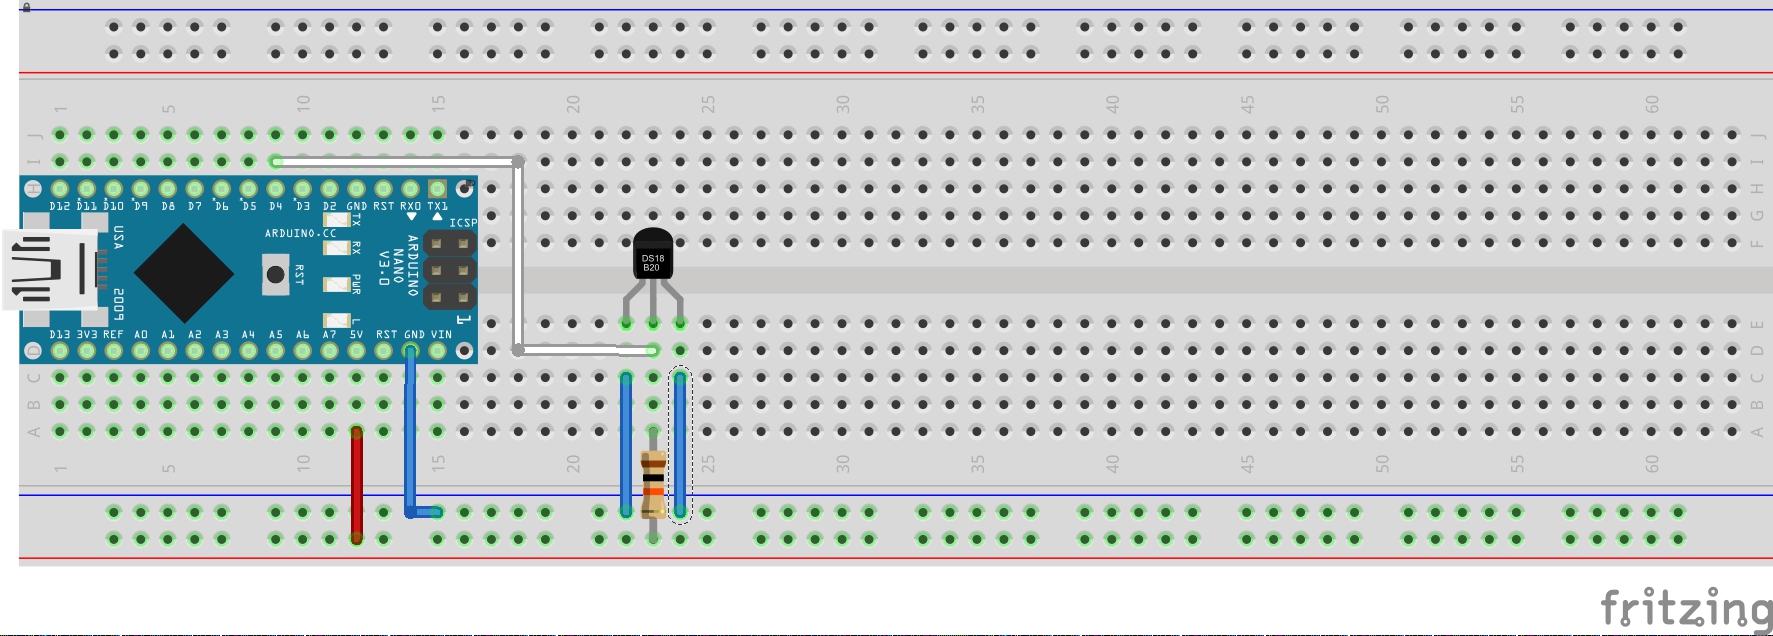 1 5 10 15 20 25 30 35 40 45 50 55 60
J J
I I
H H
G G
F F
D12 D11 D10 D9 D8 D7 D6 D5 D4 D3 D2 GND RST RX0 TX1
ICSP
ARDUINO.CC
USA
TX
RX
RST
PWR
ARDUINO
NANO
V3.0
2009
L
1
D13 3V3 REF A0 A1 A2 A3 A4 A5 A6 A7 5V RST GND VIN
DS18
B20
E
D D
C C
B B
A A
1 5 10 15 20 25 30 35 40 45 50 55 60
fritzing